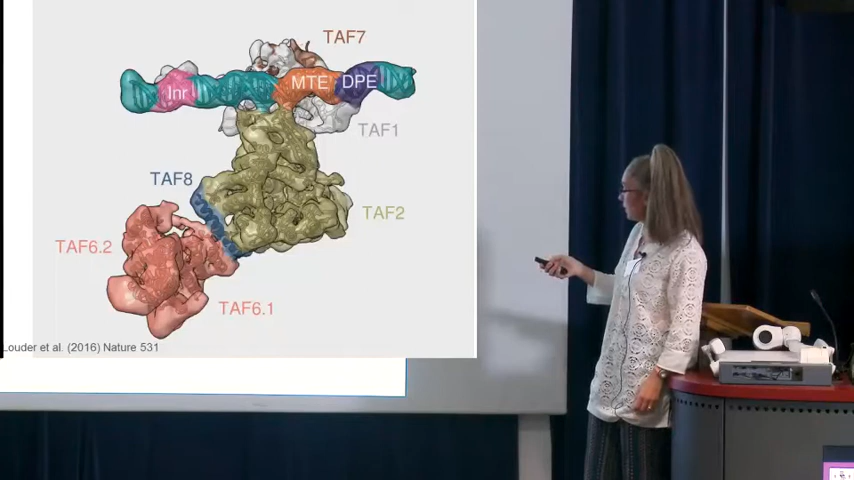 TAF7
Inr
MTE
DPE
TAF1
TAF8
TAF2
TAF6.2
TAF6.1
Louder et al. (2016) Nature 531